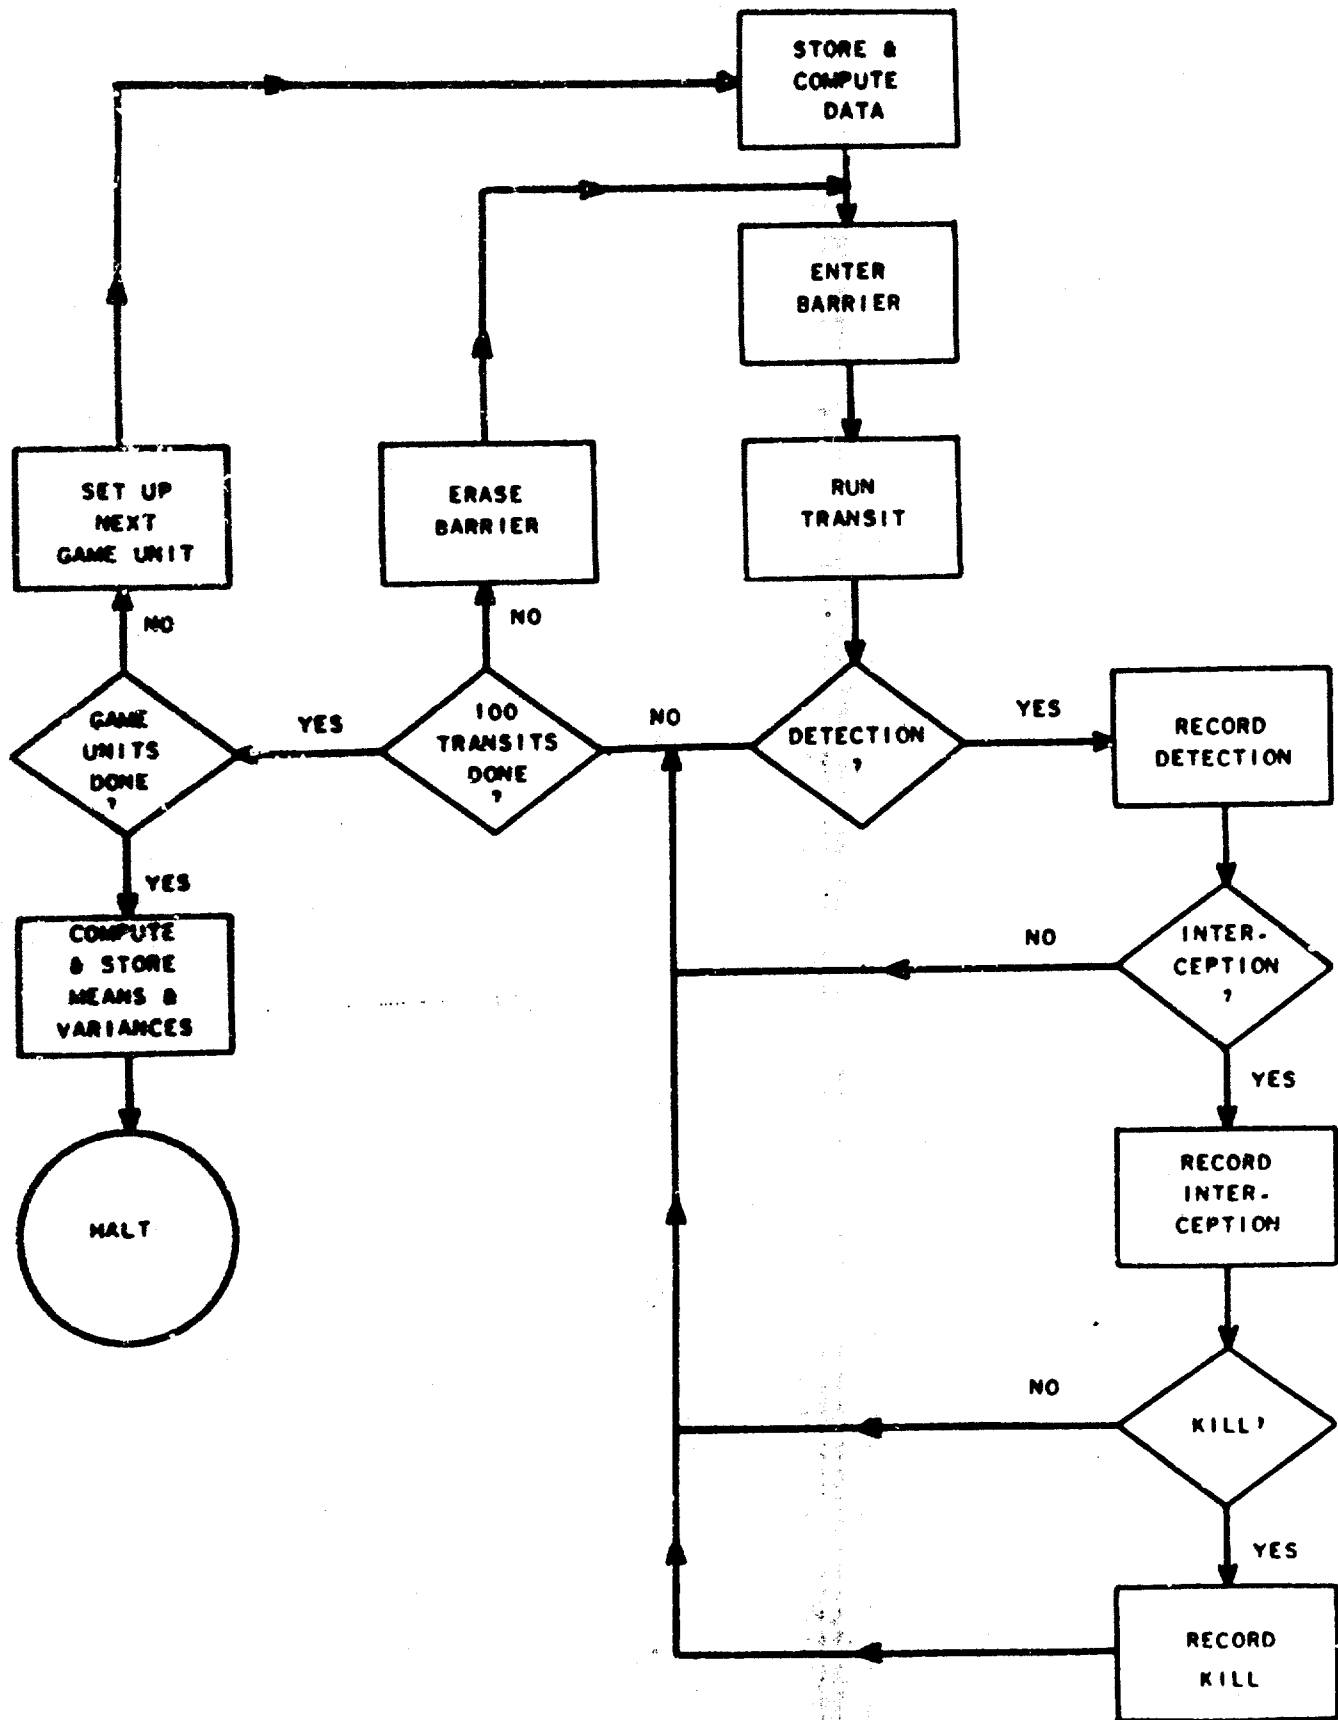 STORE &
COMPUTE
DATA
ENTER
BARRIER
RUN
TRANSIT
SET UP
NEXT
GAME UNIT
ERASE
BARRIER
NO
NO
GAME
UNITS
DONE
?
YES
100
TRANSITS
DONE
?
NO
DETECTION
?
YES
RECORD
DETECTION
YES
COMPUTE
& STORE
MEANS &
VARIANCES
NO
INTER-
CEPTION
?
YES
RECORD
INTER-
CEPTION
HALT
NO
KILL?
YES
RECORD
KILL